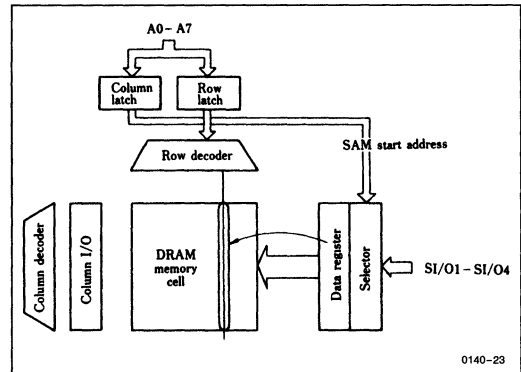 A0– A7
Column
latch
Row
latch
Row decoder
SAM start address
Column decoder
Column I/O
DRAM
memory
cell
Data register
Selector
SI/O1 – SI/O4
0140–23